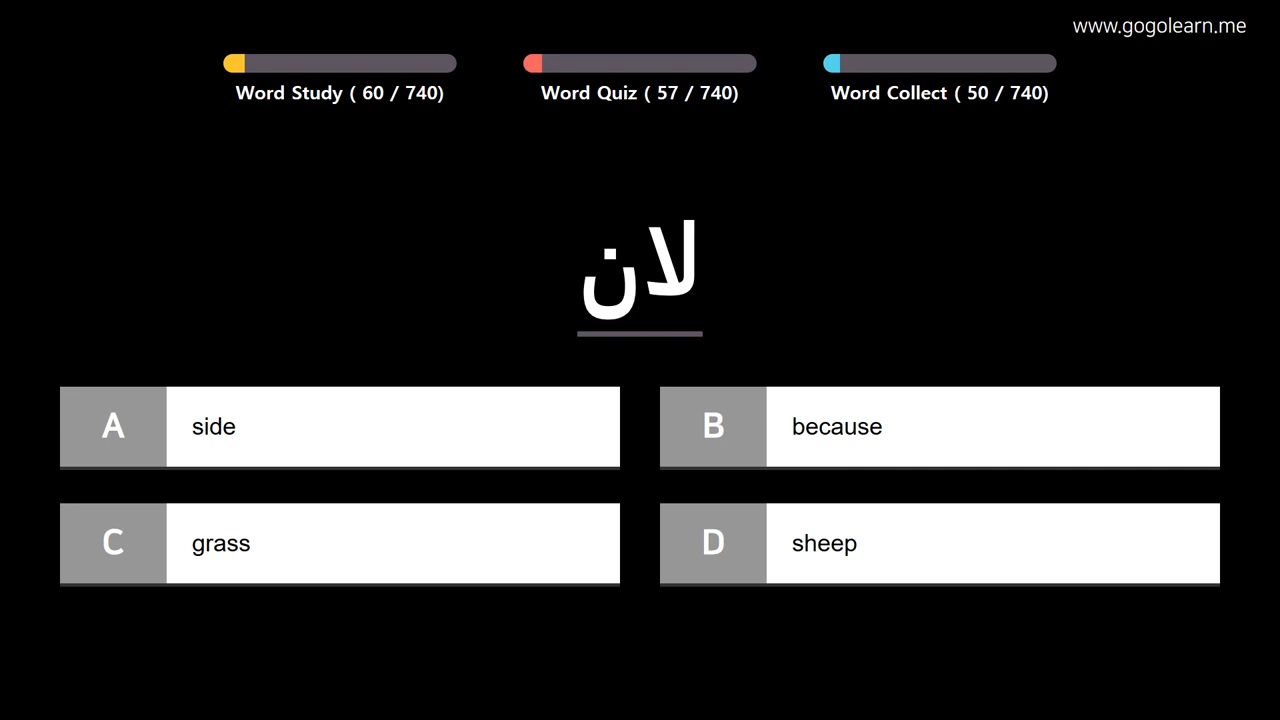 www.gogolearn.me
Word Study ( 60 / 740)
Word Quiz ( 57 / 740)
Word Collect ( 50 / 740)
لان
A side
B because
C grass
D sheep